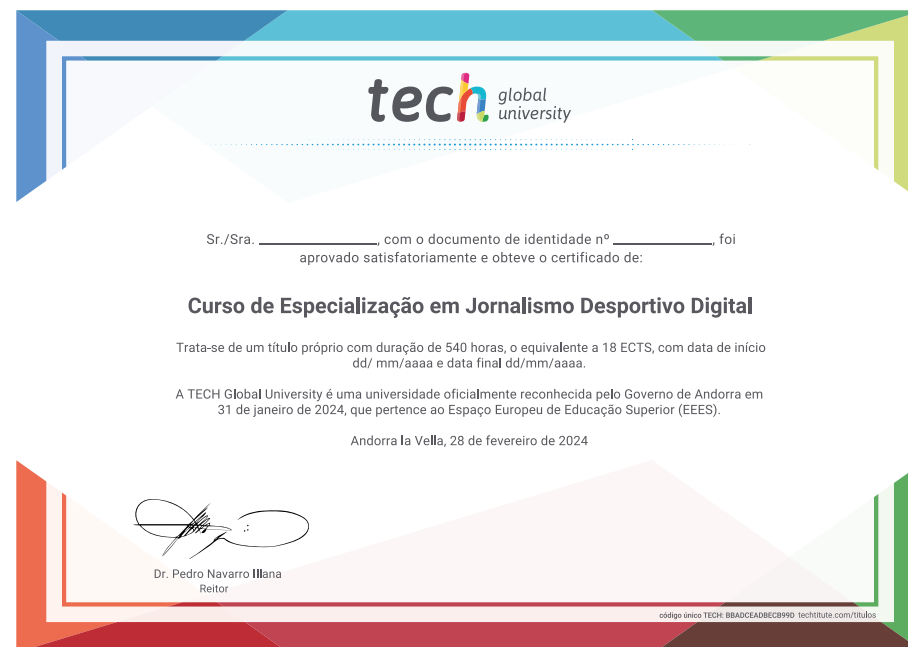 tech global university
Sr./Sra. ________________, com o documento de identidade nº ______________, foi
aprovado satisfatoriamente e obteve o certificado de:
Curso de Especialização em Jornalismo Desportivo Digital
Trata-se de um título próprio com duração de 540 horas, o equivalente a 18 ECTS, com data de início
dd/ mm/aaaa e data final dd/mm/aaaa.
A TECH Global University é uma universidade oficialmente reconhecida pelo Governo de Andorra em
31 de janeiro de 2024, que pertence ao Espaço Europeu de Educação Superior (EEES).
Andorra la Vella, 28 de fevereiro de 2024
Dr. Pedro Navarro Illana
Reitor
código único TECH: BBADCEADBECB99D techtitute.com/titulos